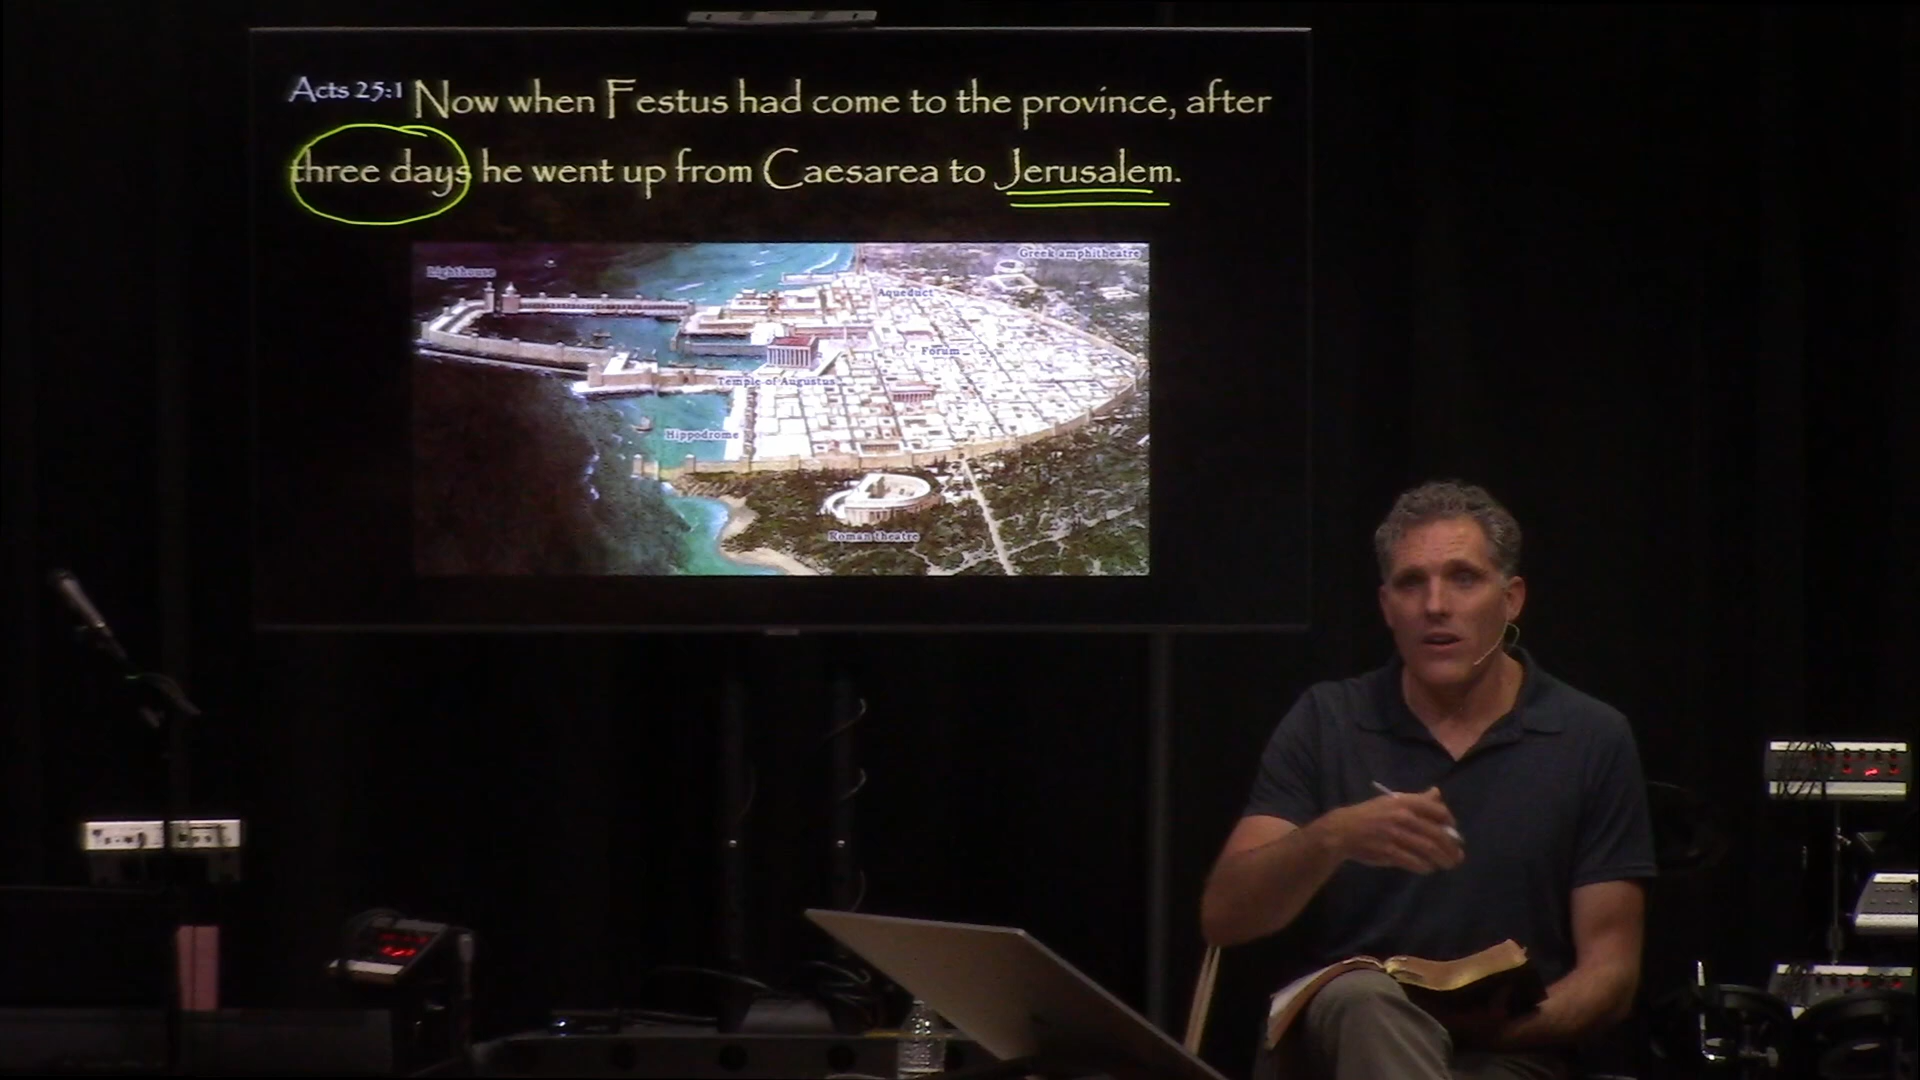 Acts 25:1 Now when Festus had come to the province, after
three days he went up from Caesarea to Jerusalem.
Greek amphitheatre
Lighthouse
Aqueduct
Forum
Temple of Augustus
Hippodrome
Roman theatre